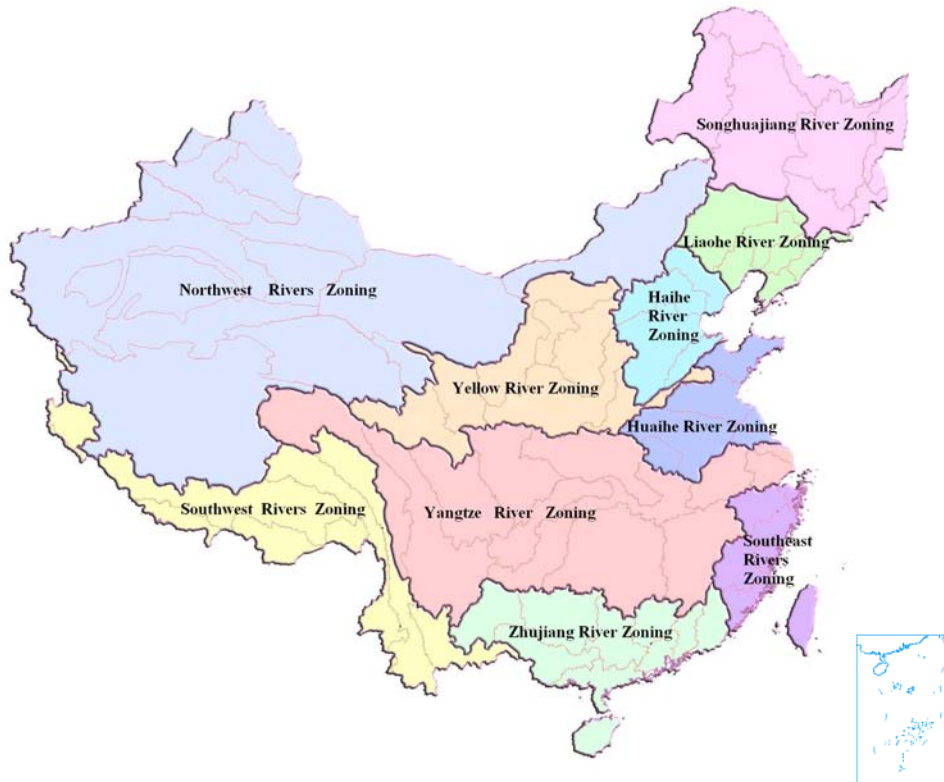 Songhuajiang River Zoning
Liaohe River Zoning
Northwest Rivers Zoning
Haihe
River
Zoning
Yellow River Zoning
Huaihe River Zoning
Southwest Rivers Zoning
Yangtze River Zoning
Southeast
Rivers
Zoning
Zhujiang River Zoning